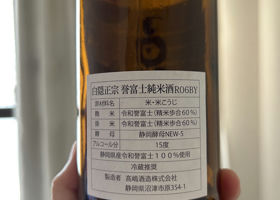 白隠正宗 誉富士純米酒R06BY
原材料名 米・米こうじ
麹米 令和誉富士(精米歩合60%)
掛米 令和誉富士(精米歩合60%)
酵母 静岡酵母NEW-5
アルコール分 15度
静岡県産令和誉富士100%使用
冷蔵推奨
製造者 高嶋酒造株式会社
静岡県沼津市原354-1